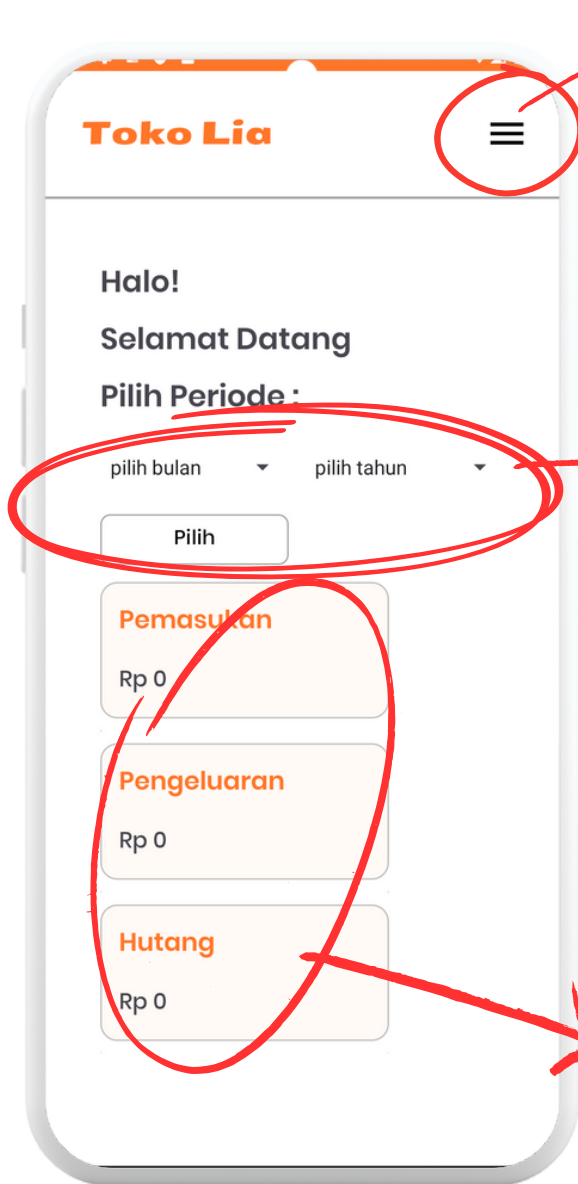 Toko Lia
Halo!
Selamat Datang
Pilih Periode :
pilih bulan pilih tahun
Pilih
Pemasukan
Rp 0
Pengeluaran
Rp 0
Hutang
Rp 0